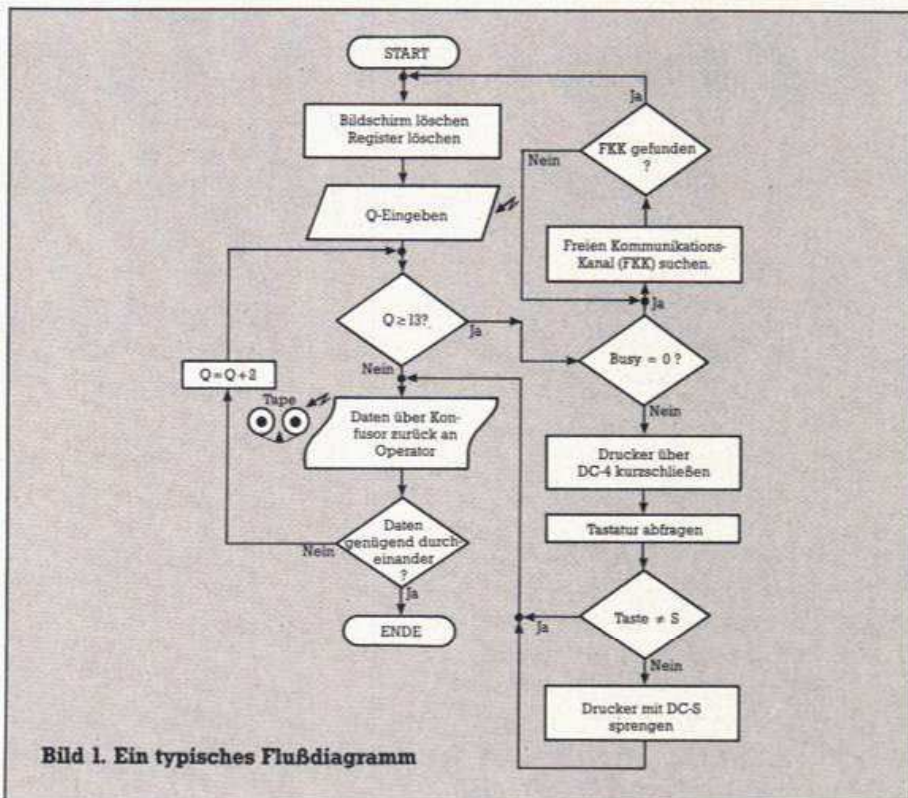 START
Bildschirm löschen
Register löschen
Q-Eingeben
Q ≥ 13?
Ja
Nein
Q = Q + 2
Tape
Daten über Kon-
fusor zurück an
Operator
Daten
genügend durch-
einander
?
Nein
Ja
ENDE
Ja
FKK gefunden
?
Nein
Freien Kommunikations-
Kanal (FKK) suchen.
Ja
Busy = 0 ?
Nein
Drucker über
DC-4 kurzschließen
Tastatur abfragen
Taste ≠ S
Ja
Nein
Drucker mit DC-S
sprengen
Bild 1. Ein typisches Flußdiagramm